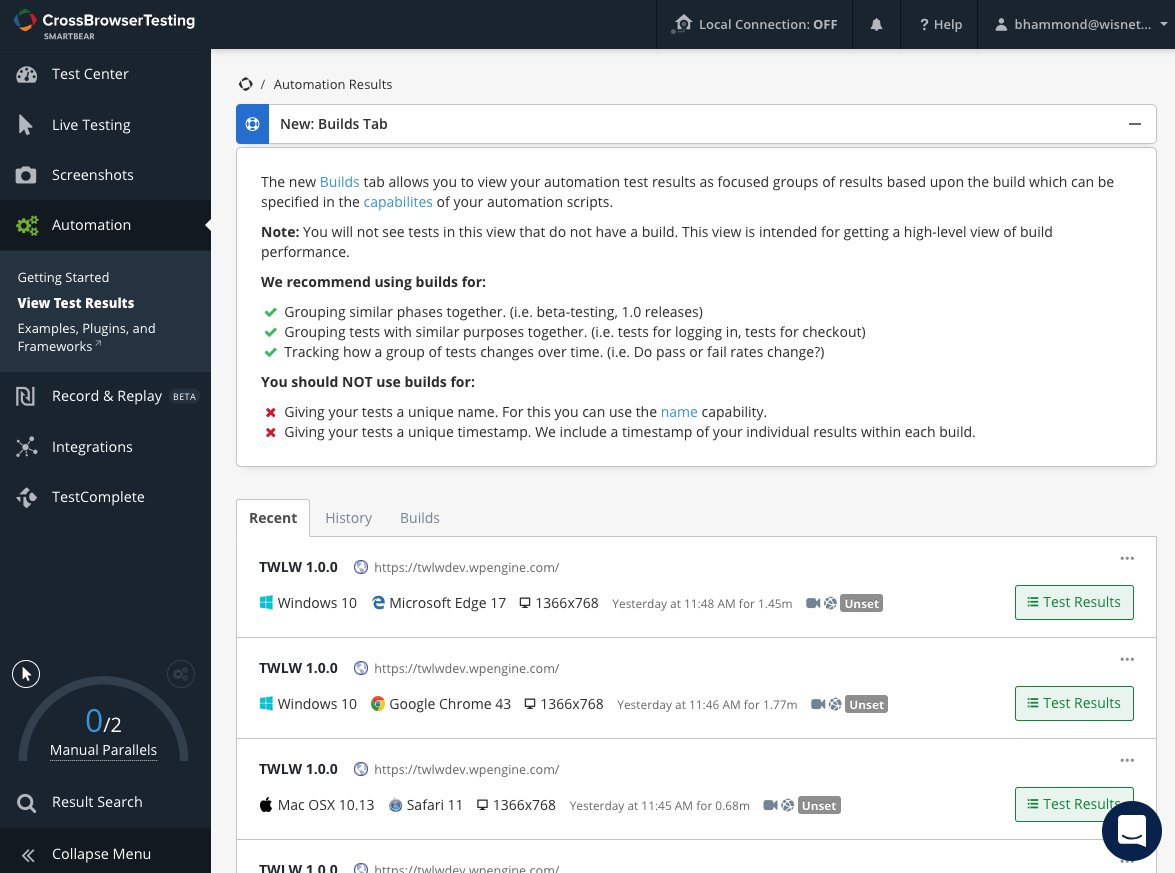 CrossBrowserTesting
SMARTBEAR
Local Connection: OFF
? Help
bhammond@wisnet...
Test Center
Live Testing
Screenshots
Automation
Getting Started
View Test Results
Examples, Plugins, and
Frameworks
Record & Replay BETA
Integrations
TestComplete
0/2
Manual Parallels
Result Search
Collapse Menu
/ Automation Results
New: Builds Tab
The new Builds tab allows you to view your automation test results as focused groups of results based upon the build which can be
specified in the capabilites of your automation scripts.
Note: You will not see tests in this view that do not have a build. This view is intended for getting a high-level view of build
performance.
We recommend using builds for:
Grouping similar phases together. (i.e. beta-testing, 1.0 releases)
Grouping tests with similar purposes together. (i.e. tests for logging in, tests for checkout)
Tracking how a group of tests changes over time. (i.e. Do pass or fail rates change?)
You should NOT use builds for:
Giving your tests a unique name. For this you can use the name capability.
Giving your tests a unique timestamp. We include a timestamp of your individual results within each build.
Recent History Builds
TWLW 1.0.0 https://twlwdev.wpengine.com/
Windows 10 Microsoft Edge 17 1366x768 Yesterday at 11:48 AM for 1.45m Unset Test Results
TWLW 1.0.0 https://twlwdev.wpengine.com/
Windows 10 Google Chrome 43 1366x768 Yesterday at 11:46 AM for 1.77m Unset Test Results
TWLW 1.0.0 https://twlwdev.wpengine.com/
Mac OSX 10.13 Safari 11 1366x768 Yesterday at 11:45 AM for 0.68m Unset Test Results
TWLW 1.0.0 https://twlwdev.wpengine.com/